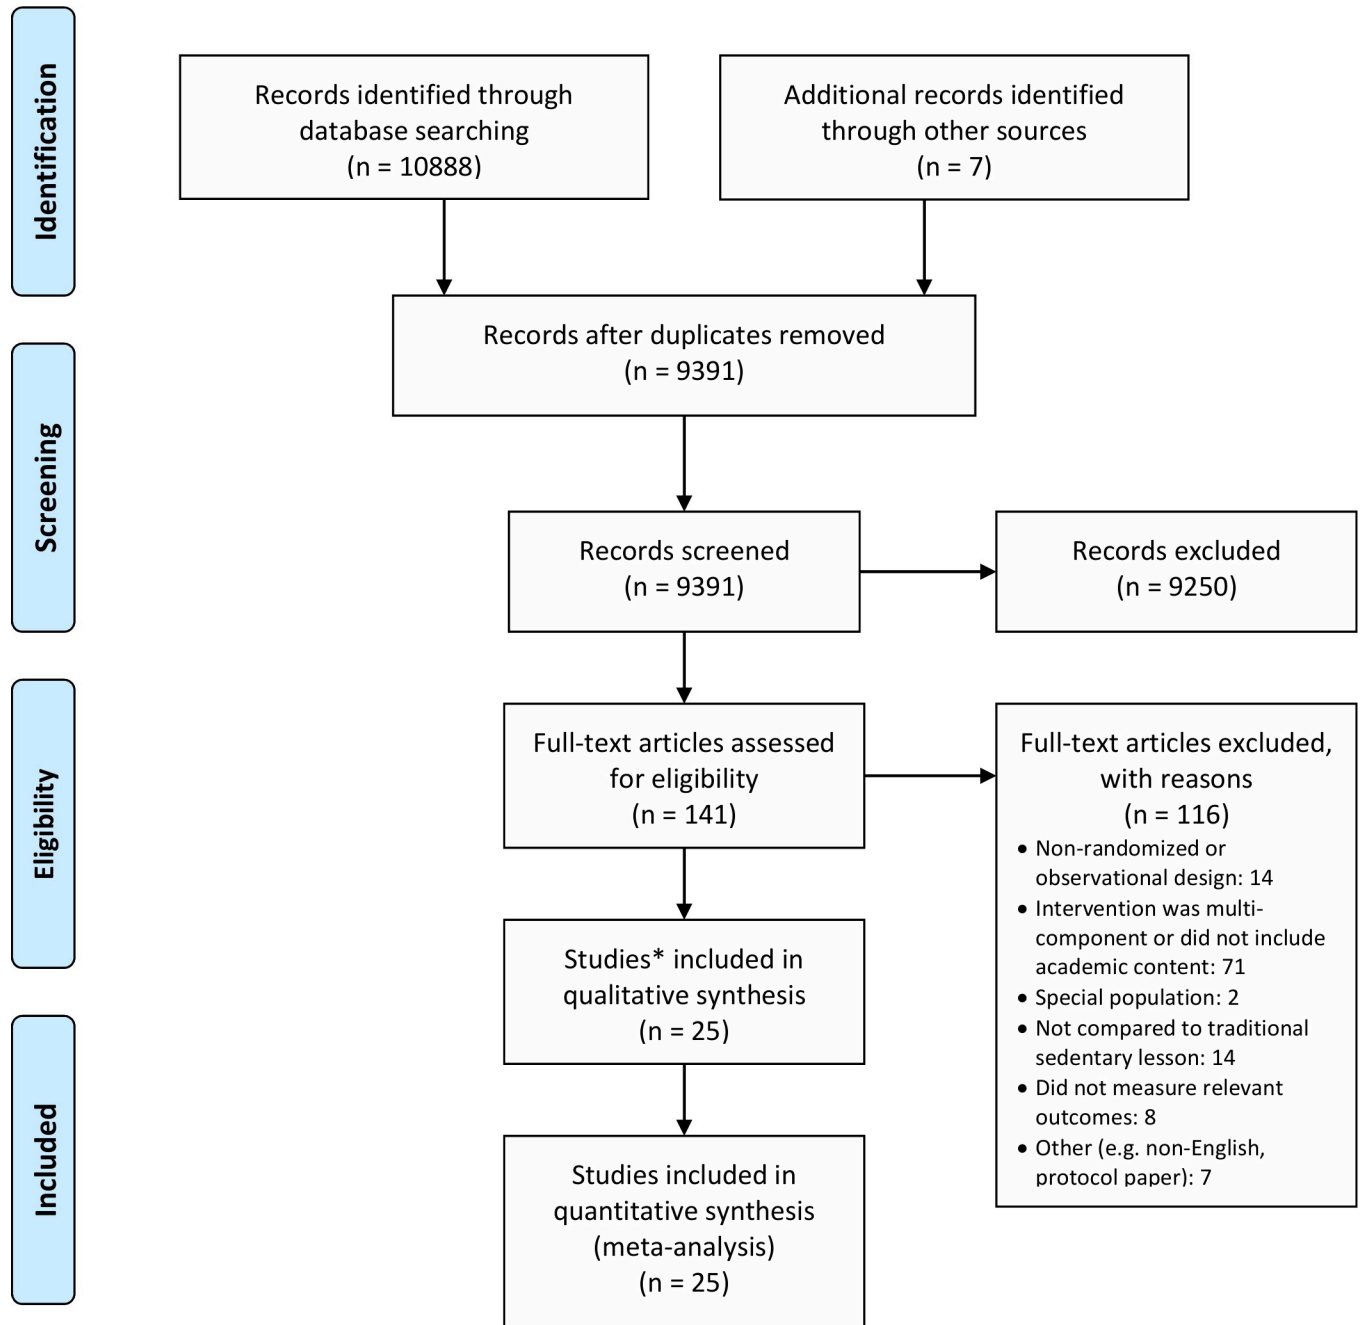 Identification
Records identified through
database searching
(n = 10888)
Additional records identified
through other sources
(n = 7)
Records after duplicates removed
(n = 9391)
Screening
Records screened
(n = 9391)
Records excluded
(n = 9250)
Eligibility
Full-text articles assessed
for eligibility
(n = 141)
Full-text articles excluded,
with reasons
(n = 116)
• Non-randomized or
observational design: 14
• Intervention was multi-
component or did not include
academic content: 71
• Special population: 2
• Not compared to traditional
sedentary lesson: 14
• Did not measure relevant
outcomes: 8
• Other (e.g. non-English,
protocol paper): 7
Studies* included in
qualitative synthesis
(n = 25)
Included
Studies included in
quantitative synthesis
(meta-analysis)
(n = 25)